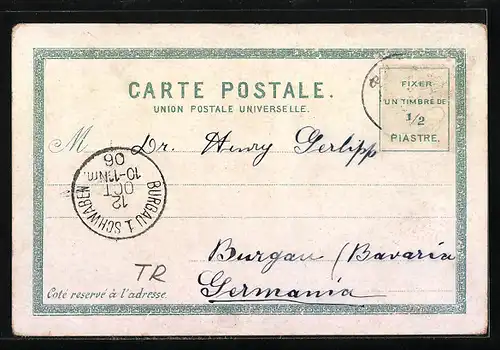 CARTE POSTALE.
UNION POSTALE UNIVERSELLE.
FIXER
UN TIMBRE DE
1/2
PIASTRE.
M Dr. Henry Gerlipp
BURGAU 1 SCHWABEN
12
OCT
10-11Nm.
06
Burgau (Bavaria
Germania
TR
Coté reservé à l'adresse.